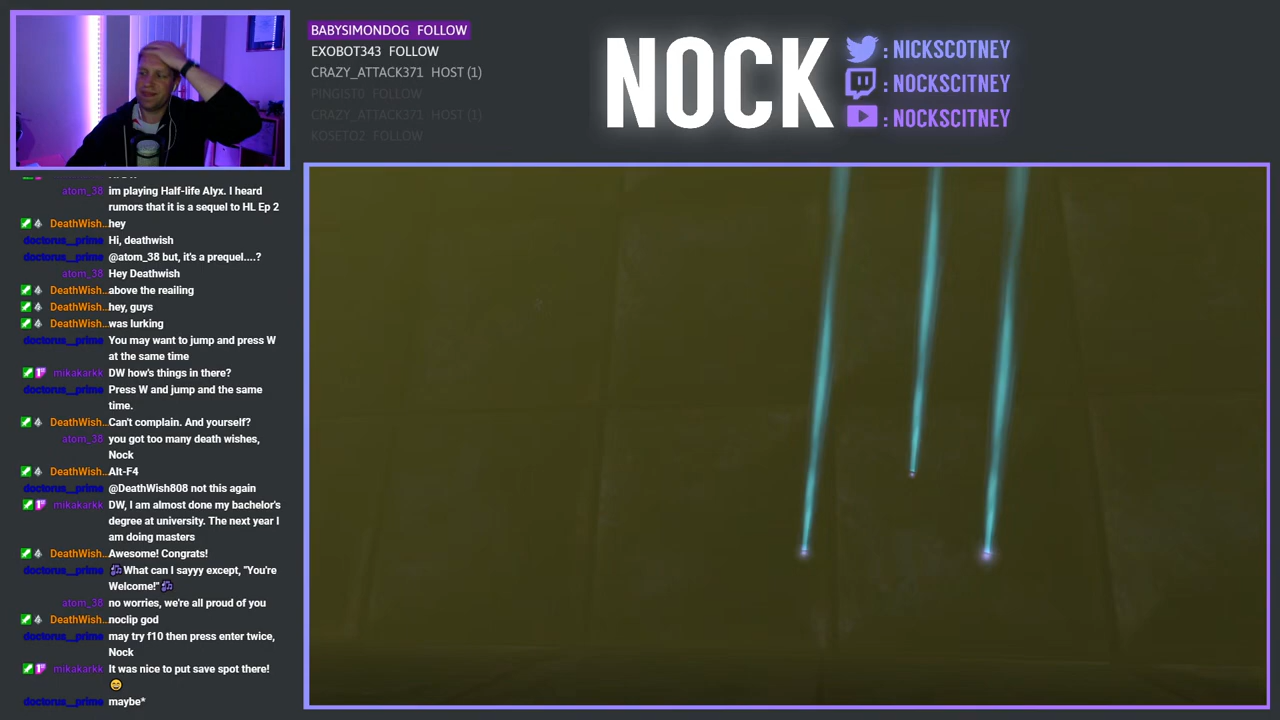 BABYSIMONDOG FOLLOW
EXOBOT343 FOLLOW
CRAZY_ATTACK371 HOST (1)
PINGIST0 FOLLOW
CRAZY_ATTACK371 HOST (1)
KOSETO2 FOLLOW
NOCK
: NICKSCOTNEY
: NOCKSCITNEY
: NOCKSCITNEY
atom_38 im playing Half-life Alyx. I heard
rumors that it is a sequel to HL Ep 2
DeathWish... hey
doctorus__prime Hi, deathwish
doctorus__prime @atom_38 but, it's a prequel....?
atom_38 Hey Deathwish
DeathWish... above the reailing
DeathWish... hey, guys
DeathWish... was lurking
doctorus__prime You may want to jump and press W
at the same time
mikakarkk DW how's things in there?
doctorus__prime Press W and jump and the same
time.
DeathWish... Can't complain. And yourself?
atom_38 you got too many death wishes,
Nock
DeathWish... Alt-F4
doctorus__prime @DeathWish808 not this again
mikakarkk DW, I am almost done my bachelor's
degree at university. The next year I
am doing masters
DeathWish... Awesome! Congrats!
doctorus__prime 🎶What can I sayyy except, "You're
Welcome!"🎶
atom_38 no worries, we're all proud of you
DeathWish... noclip god
doctorus__prime may try f10 then press enter twice,
Nock
mikakarkk It was nice to put save spot there!
😄
doctorus__prime maybe*